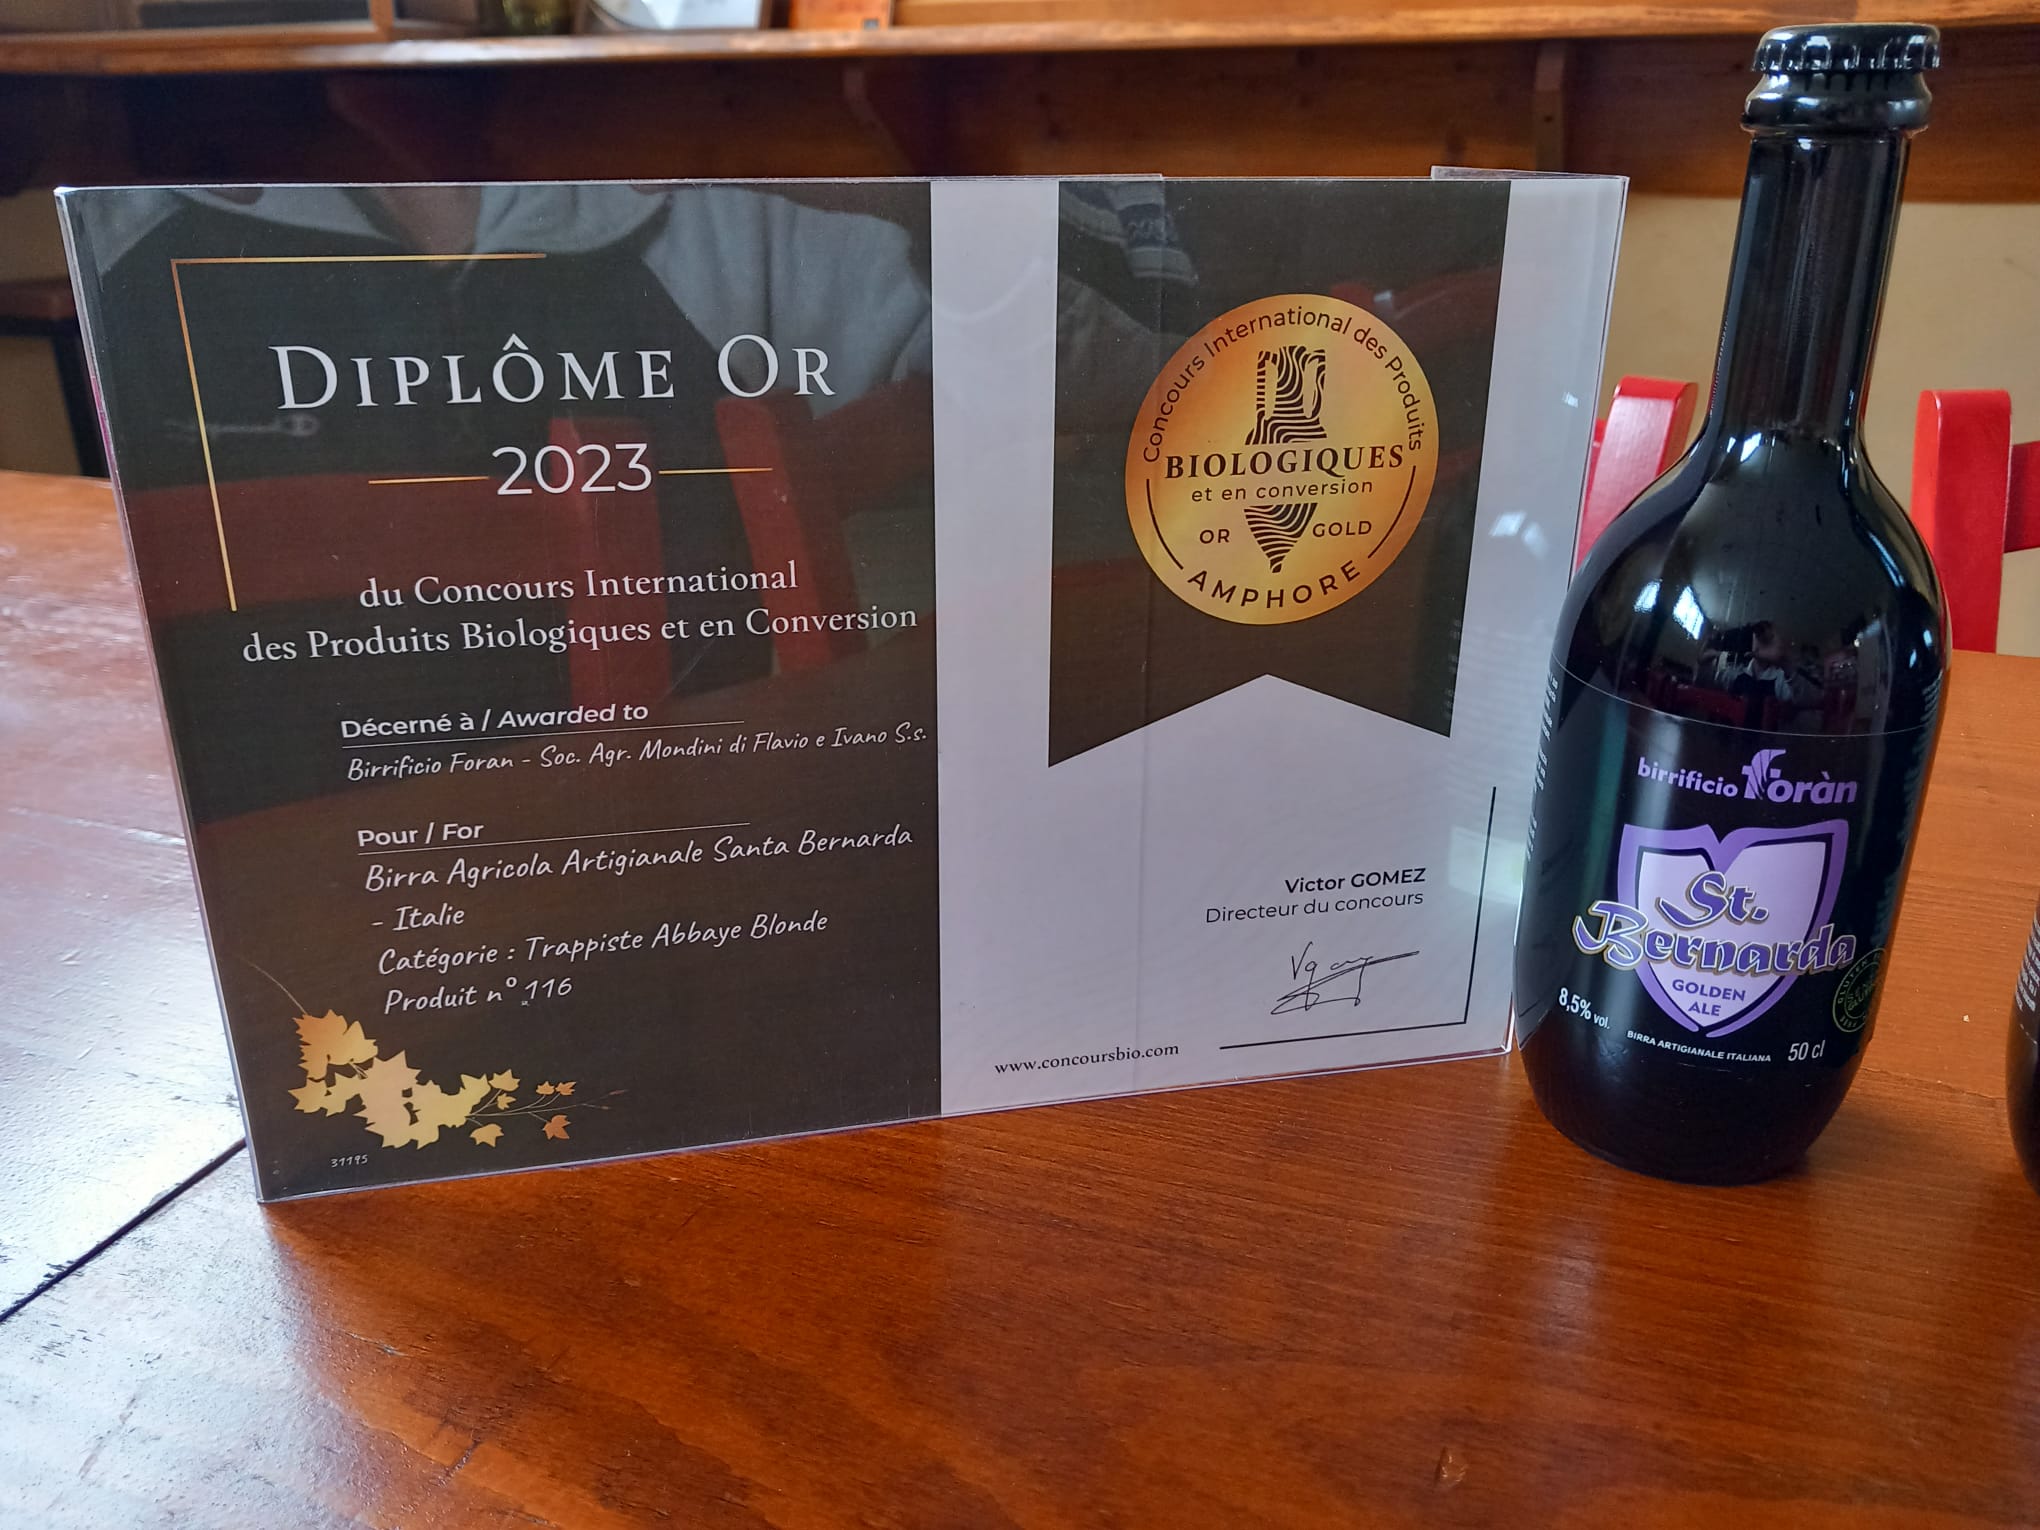 DIPLÔME OR
2023
du Concours International
des Produits Biologiques et en Conversion
Décerné à / Awarded to
Birrificio Foran - Soc. Agr. Mondini di Flavio e Ivano S.s.
Pour / For
Birra Agricola Artigianale Santa Bernarda
- Italie
Catégorie : Trappiste Abbaye Blonde
Produit n° 116
31195
Concours International des Produits
BIOLOGIQUES
et en conversion
OR GOLD
AMPHORE
Victor GOMEZ
Directeur du concours
www.concoursbio.com
birrificio foràn
St.
Bernarda
GOLDEN
ALE
8,5% vol.
BIRRA ARTIGIANALE ITALIANA
50 cl